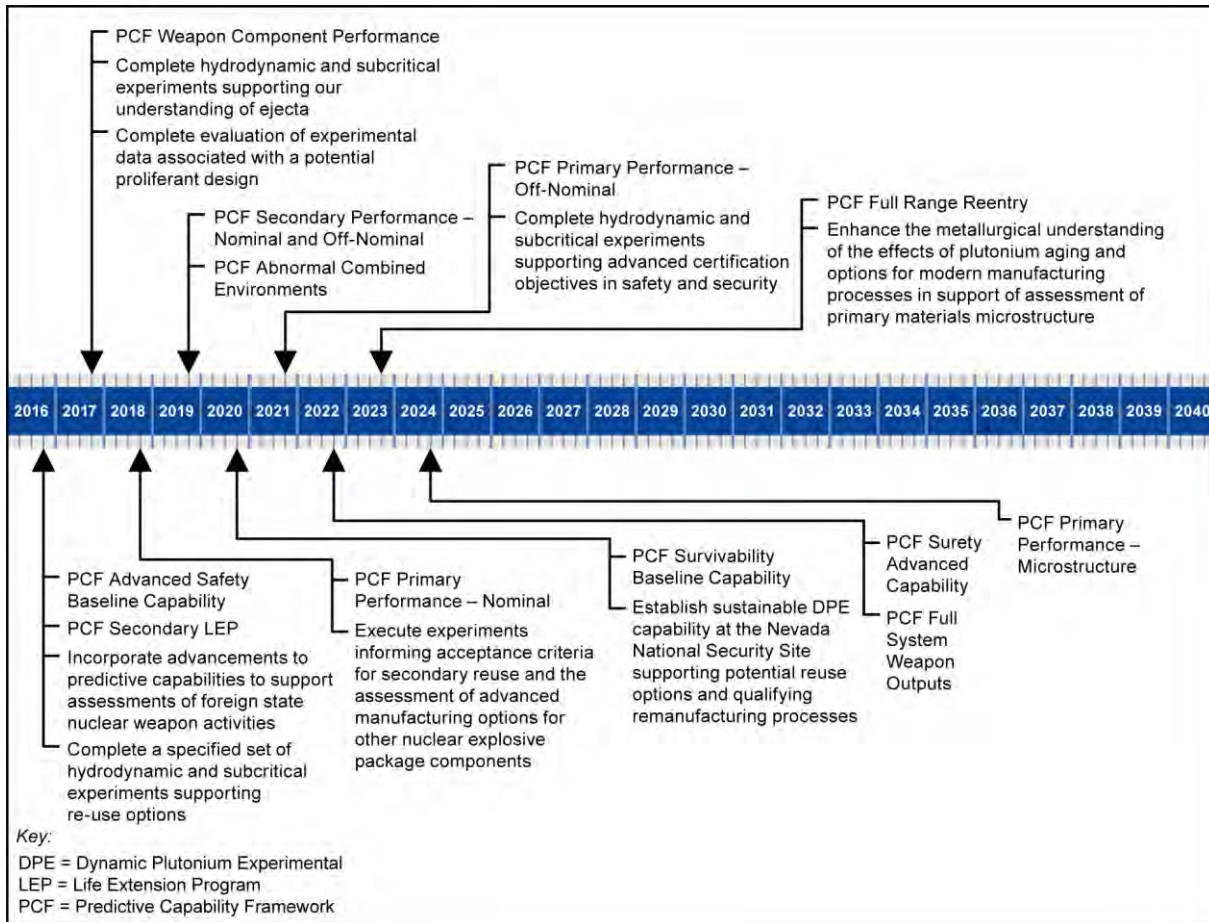 PCF Weapon Component Performance
Complete hydrodynamic and subcritical
experiments supporting our
understanding of ejecta
Complete evaluation of experimental
data associated with a potential
proliferant design
PCF Secondary Performance –
Nominal and Off-Nominal
PCF Abnormal Combined
Environments
PCF Primary Performance –
Off-Nominal
Complete hydrodynamic and
subcritical experiments
supporting advanced certification
objectives in safety and security
PCF Full Range Reentry
Enhance the metallurgical understanding
of the effects of plutonium aging and
options for modern manufacturing
processes in support of assessment of
primary materials microstructure
2016 2017 2018 2019 2020 2021 2022 2023 2024 2025 2026 2027 2028 2029 2030 2031 2032 2033 2034 2035 2036 2037 2038 2039 2040
PCF Advanced Safety
Baseline Capability
PCF Secondary LEP
Incorporate advancements to
predictive capabilities to support
assessments of foreign state
nuclear weapon activities
Complete a specified set of
hydrodynamic and subcritical
experiments supporting
re-use options
PCF Primary
Performance – Nominal
Execute experiments
informing acceptance criteria
for secondary reuse and the
assessment of advanced
manufacturing options for
other nuclear explosive
package components
PCF Survivability
Baseline Capability
Establish sustainable DPE
capability at the Nevada
National Security Site
supporting potential reuse
options and qualifying
remanufacturing processes
PCF Surety
Advanced
Capability
PCF Full
System
Weapon
Outputs
PCF Primary
Performance –
Microstructure
Key:
DPE = Dynamic Plutonium Experimental
LEP = Life Extension Program
PCF = Predictive Capability Framework